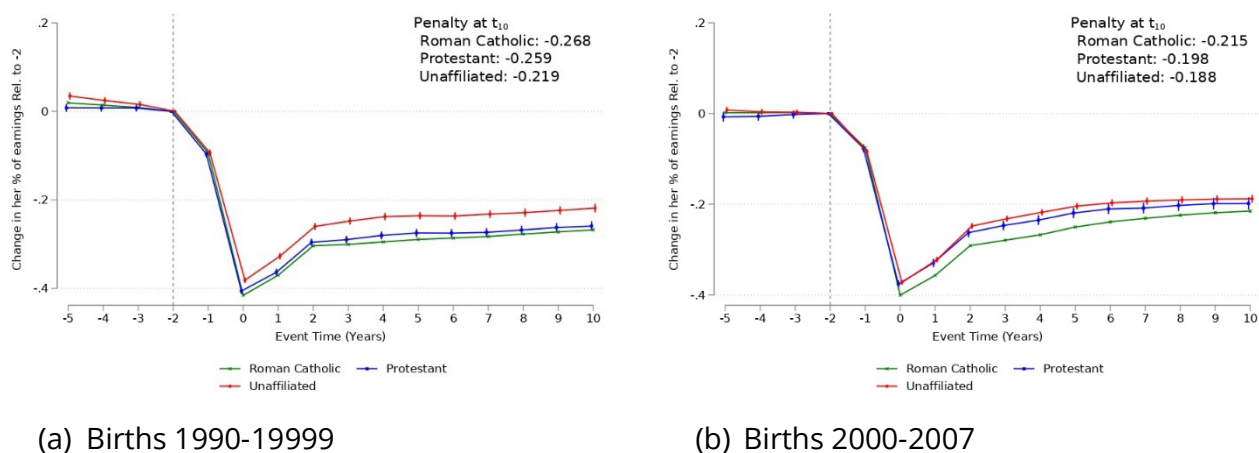 Penalty at t₁₀
Roman Catholic: -0.268
Protestant: -0.259
Unaffiliated: -0.219
Change in her % of earnings Rel. to -2
.2
0
-.2
-.4
-5 -4 -3 -2 -1 0 1 2 3 4 5 6 7 8 9 10
Event Time (Years)
Roman Catholic Protestant
Unaffiliated
(a) Births 1990-19999
Penalty at t₁₀
Roman Catholic: -0.215
Protestant: -0.198
Unaffiliated: -0.188
Change in her % of earnings Rel. to -2
.2
0
-.2
-.4
-5 -4 -3 -2 -1 0 1 2 3 4 5 6 7 8 9 10
Event Time (Years)
Roman Catholic Protestant
Unaffiliated
(b) Births 2000-2007